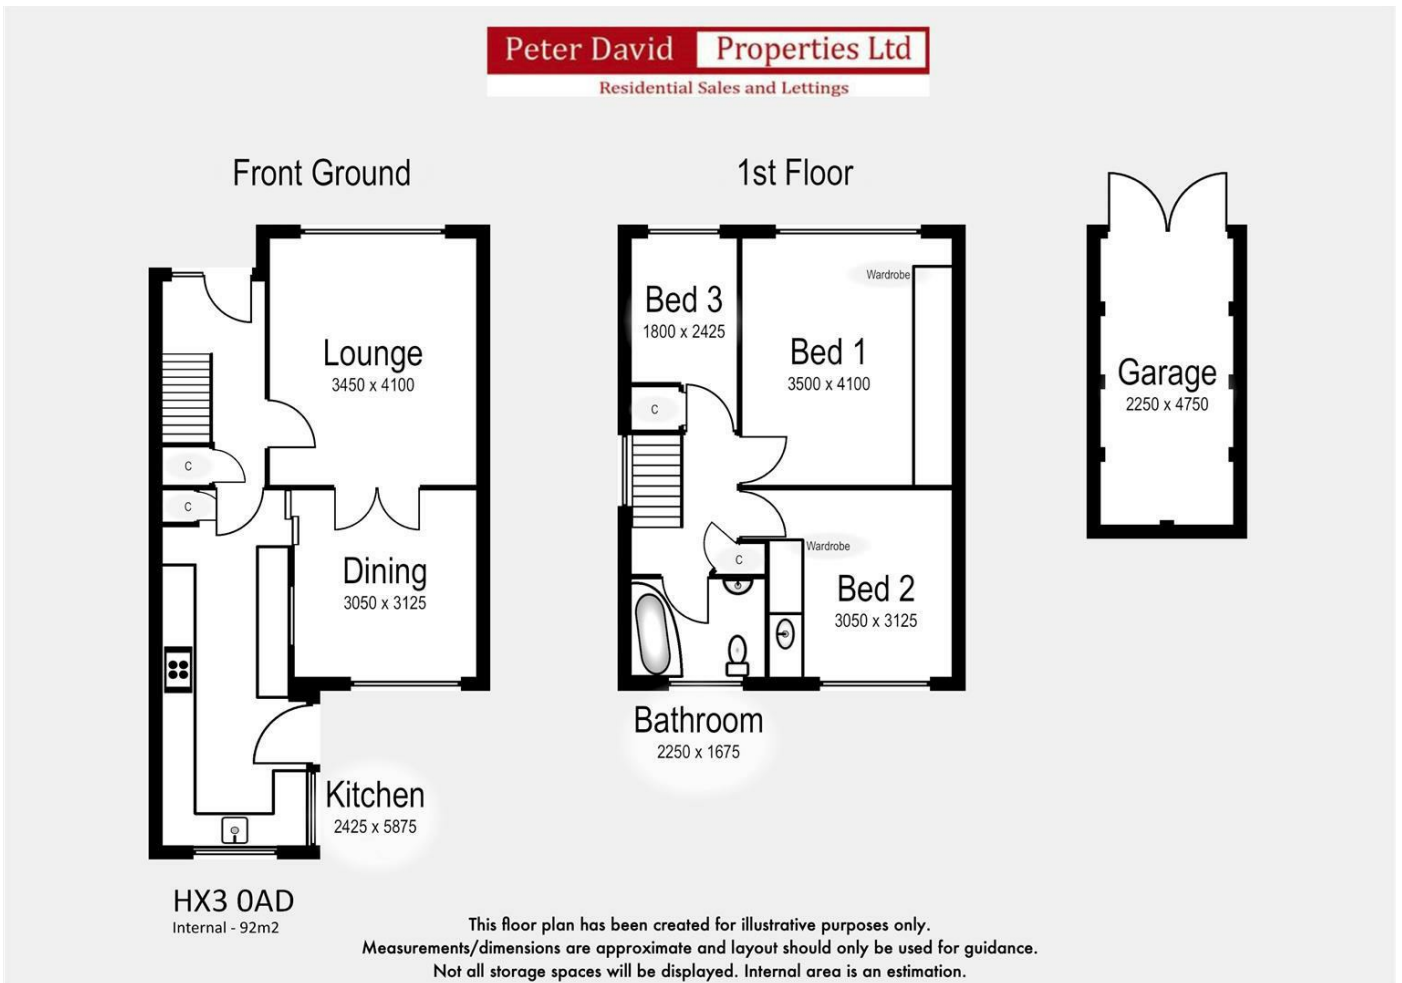 Peter David Properties Ltd
Residential Sales and Lettings
Front Ground
1st Floor
Lounge
3450 x 4100
C
C
Dining
3050 x 3125
Kitchen
2425 x 5875
HX3 0AD
Internal - 92m2
Bed 3
1800 x 2425
Wardrobe
Bed 1
3500 x 4100
C
C
Wardrobe
Bed 2
3050 x 3125
Bathroom
2250 x 1675
Garage
2250 x 4750
This floor plan has been created for illustrative purposes only.
Measurements/dimensions are approximate and layout should only be used for guidance.
Not all storage spaces will be displayed. Internal area is an estimation.